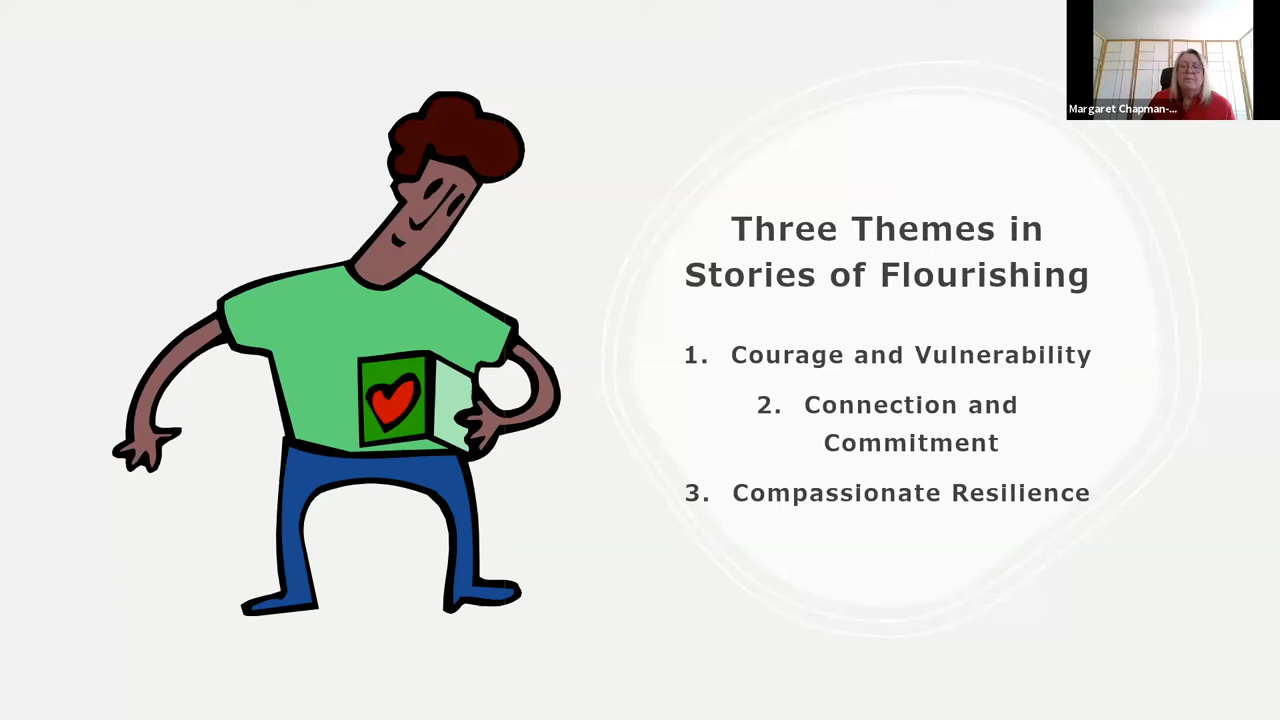 Margaret Chapman-...
Three Themes in
Stories of Flourishing
1. Courage and Vulnerability
2. Connection and
Commitment
3. Compassionate Resilience